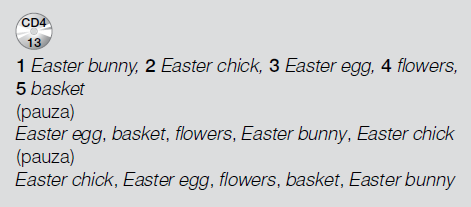 CD4
13
1 Easter bunny, 2 Easter chick, 3 Easter egg, 4 flowers,
5 basket
(pauza)
Easter egg, basket, flowers, Easter bunny, Easter chick
(pauza)
Easter chick, Easter egg, flowers, basket, Easter bunny